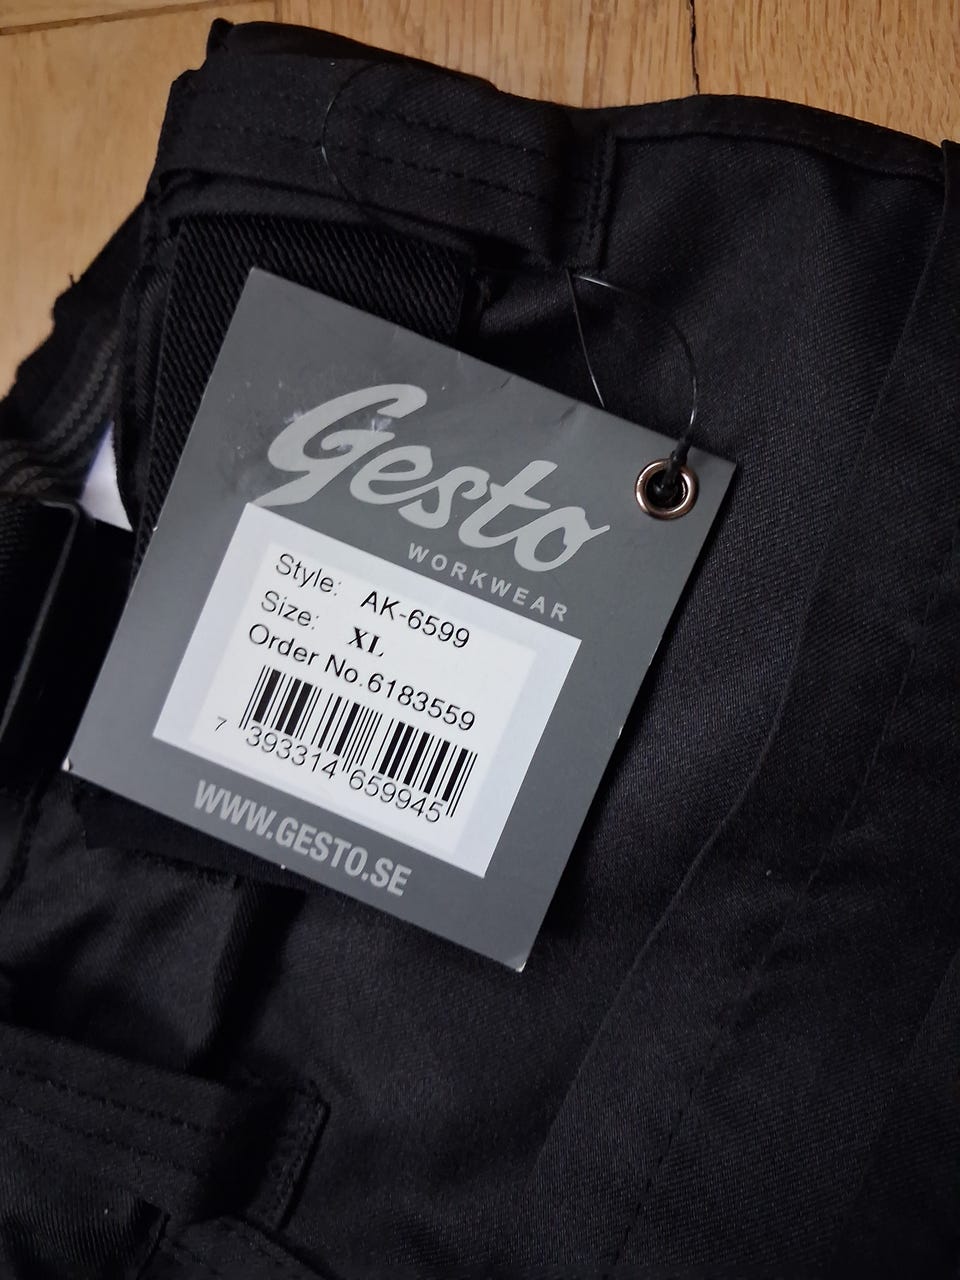 Gesto
WORKWEAR
Style: AK-6599
Size: XL
Order No.6183559
7 393314 659945
WWW.GESTO.SE